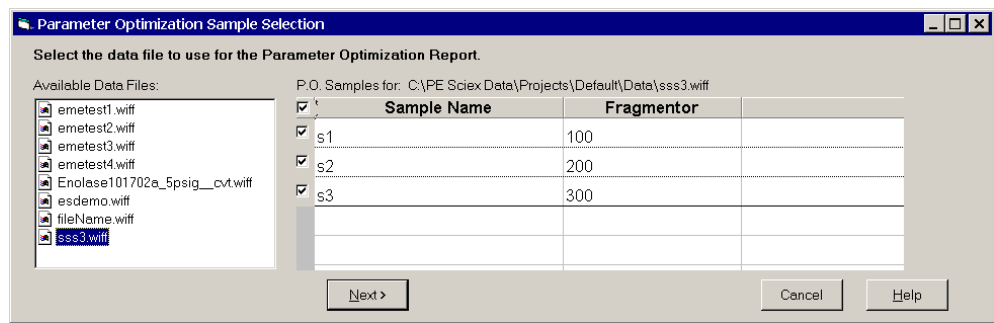 Parameter Optimization Sample Selection
Select the data file to use for the Parameter Optimization Report.
Available Data Files:
emetest1.wiff
emetest2.wiff
emetest3.wiff
emetest4.wiff
Enolase101702a_5psig__cvt.wiff
esdemo.wiff
fileName.wiff
sss3.wiff
P.O. Samples for: C:\PE Sciex Data\Projects\Default\Data\sss3.wiff
Sample Name Fragmentor
s1 100
s2 200
s3 300
Next >
Cancel
Help